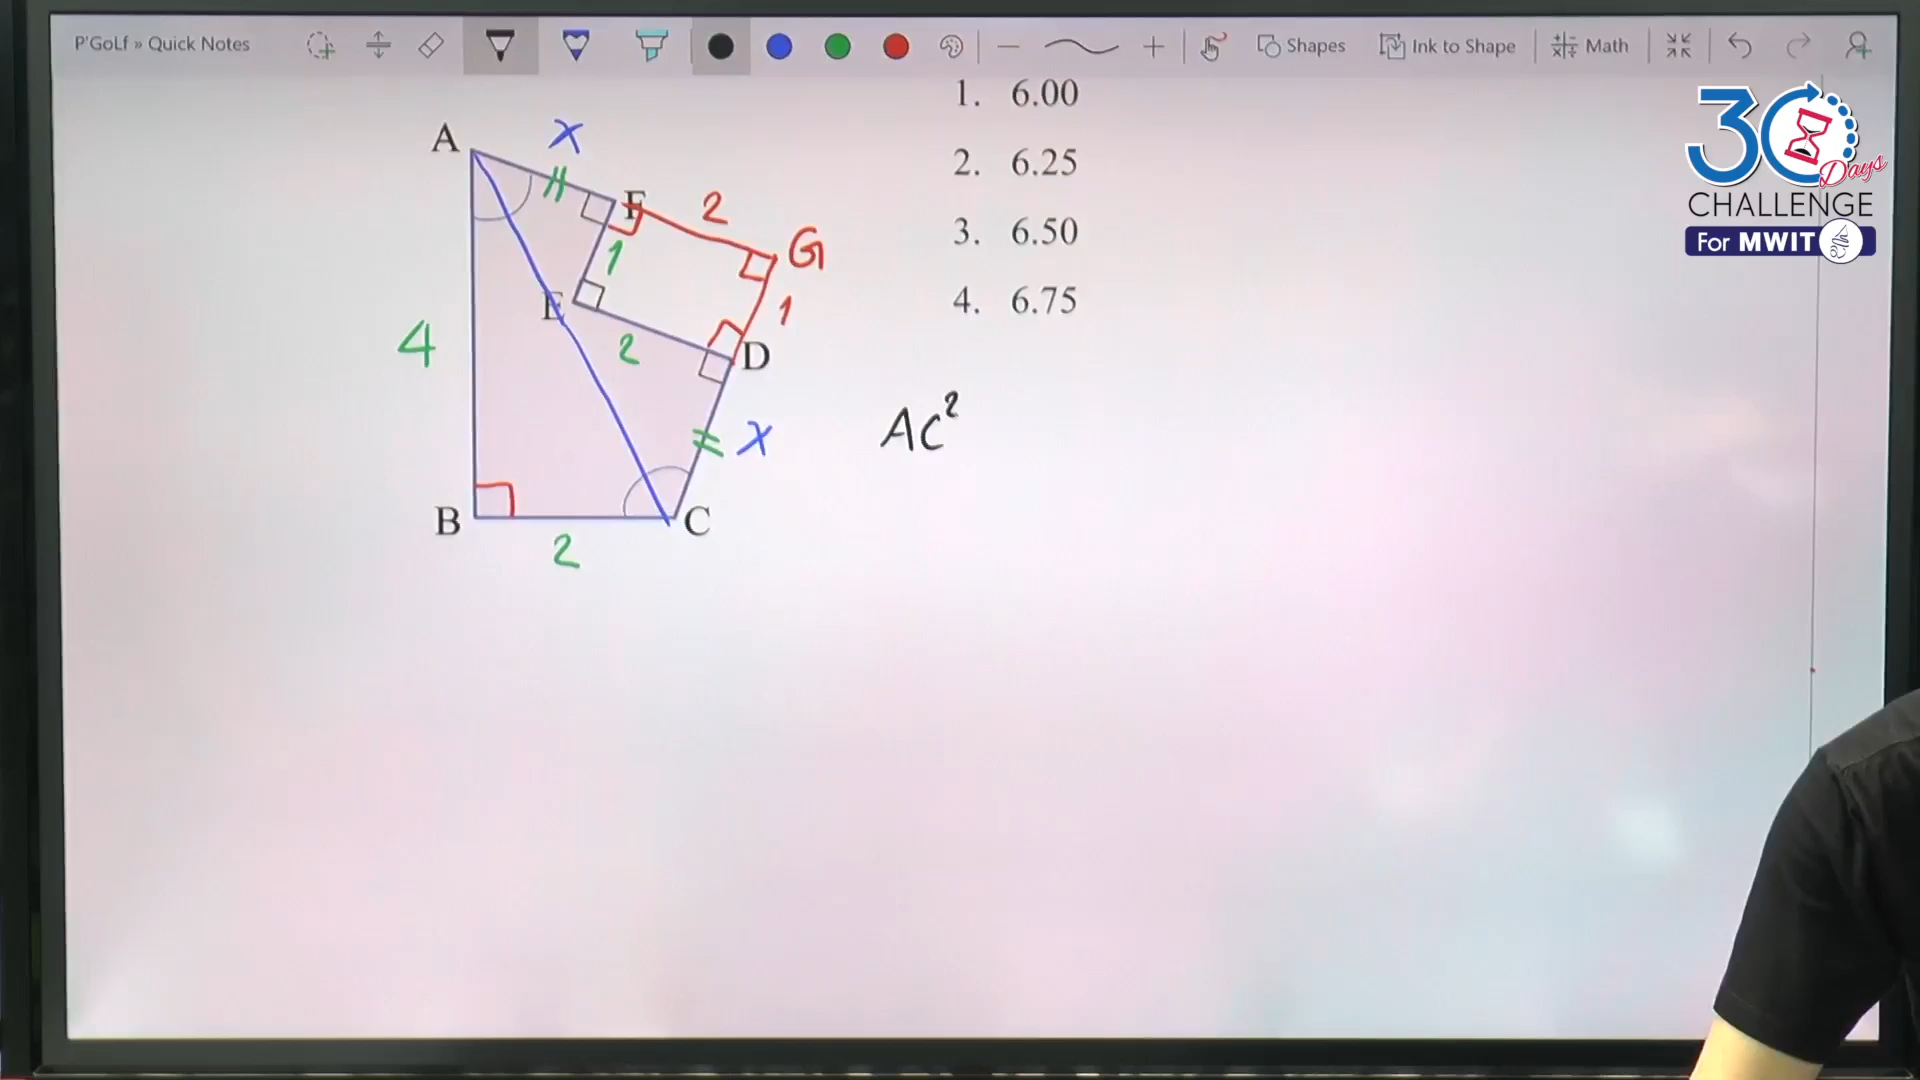 P'GoLf » Quick Notes
Shapes
Ink to Shape
Math
30
Days
CHALLENGE
For MWIT
1. 6.00
2. 6.25
3. 6.50
4. 6.75
A
x
F
2
G
1
1
E
2
D
4
x
AC²
B
C
2